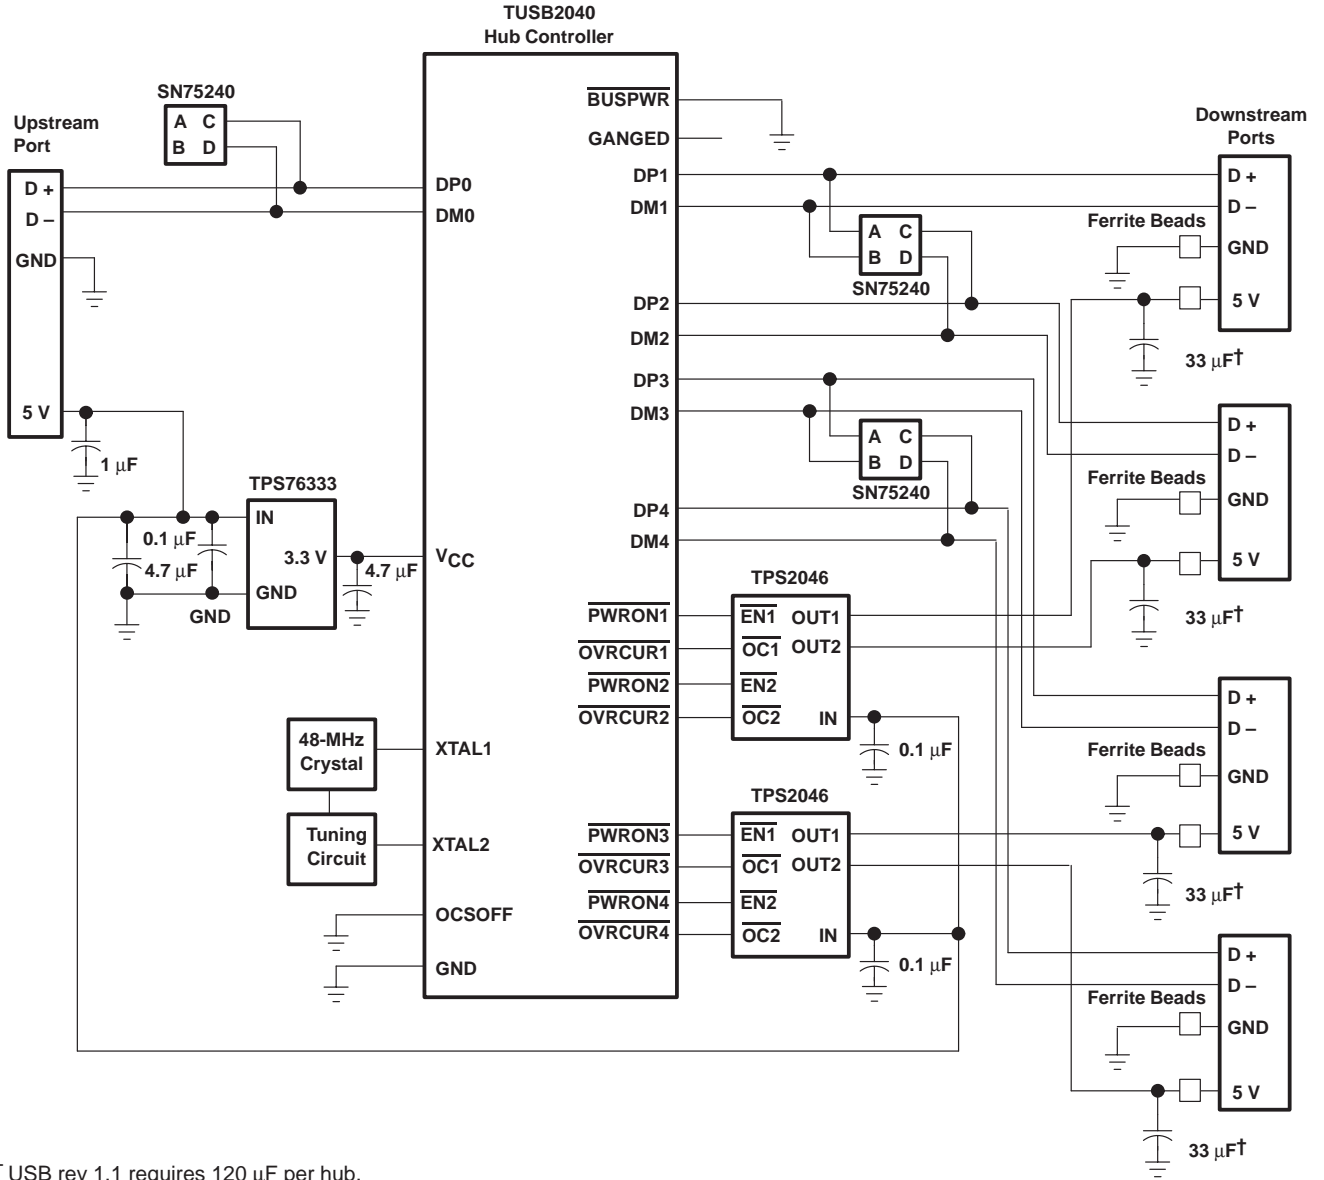 TUSB2040
Hub Controller
SN75240
A C
B D
Upstream
Port
D +
D –
GND
5 V
1 µF
TPS76333
IN
3.3 V
GND
0.1 µF
4.7 µF
GND
4.7 µF
48-MHz
Crystal
Tuning
Circuit
DP0
DM0
VCC
XTAL1
XTAL2
OCSOFF
GND
BUSPWR
GANGED
DP1
DM1
DP2
DM2
DP3
DM3
DP4
DM4
PWRON1
OVRCUR1
PWRON2
OVRCUR2
PWRON3
OVRCUR3
PWRON4
OVRCUR4
A C
B D
SN75240
A C
B D
SN75240
TPS2046
EN1 OUT1
OC1 OUT2
EN2
OC2 IN
0.1 µF
TPS2046
EN1 OUT1
OC1 OUT2
EN2
OC2 IN
0.1 µF
Downstream
Ports
D +
D –
Ferrite Beads
GND
5 V
33 µF†
D +
D –
Ferrite Beads
GND
5 V
33 µF†
D +
D –
Ferrite Beads
GND
5 V
33 µF†
D +
D –
Ferrite Beads
GND
5 V
33 µF†
† USB rev 1.1 requires 120 µF per hub.